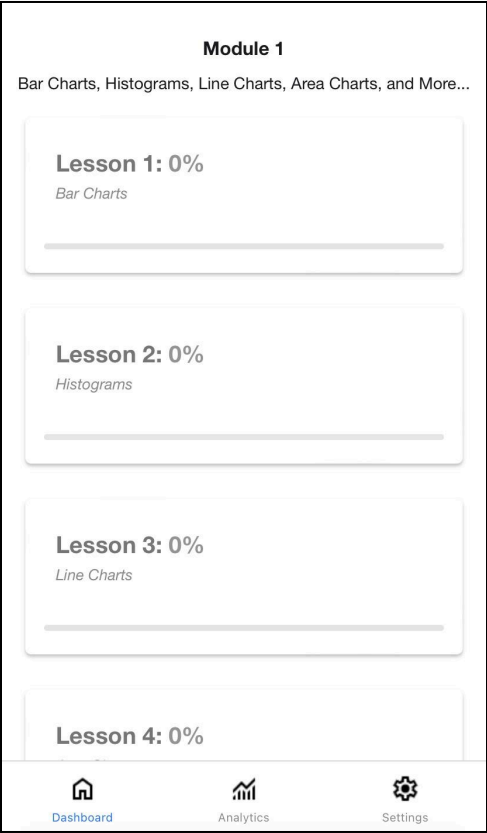 Module 1
Bar Charts, Histograms, Line Charts, Area Charts, and More...
Lesson 1: 0%
Bar Charts
Lesson 2: 0%
Histograms
Lesson 3: 0%
Line Charts
Lesson 4: 0%
Dashboard
Analytics
Settings